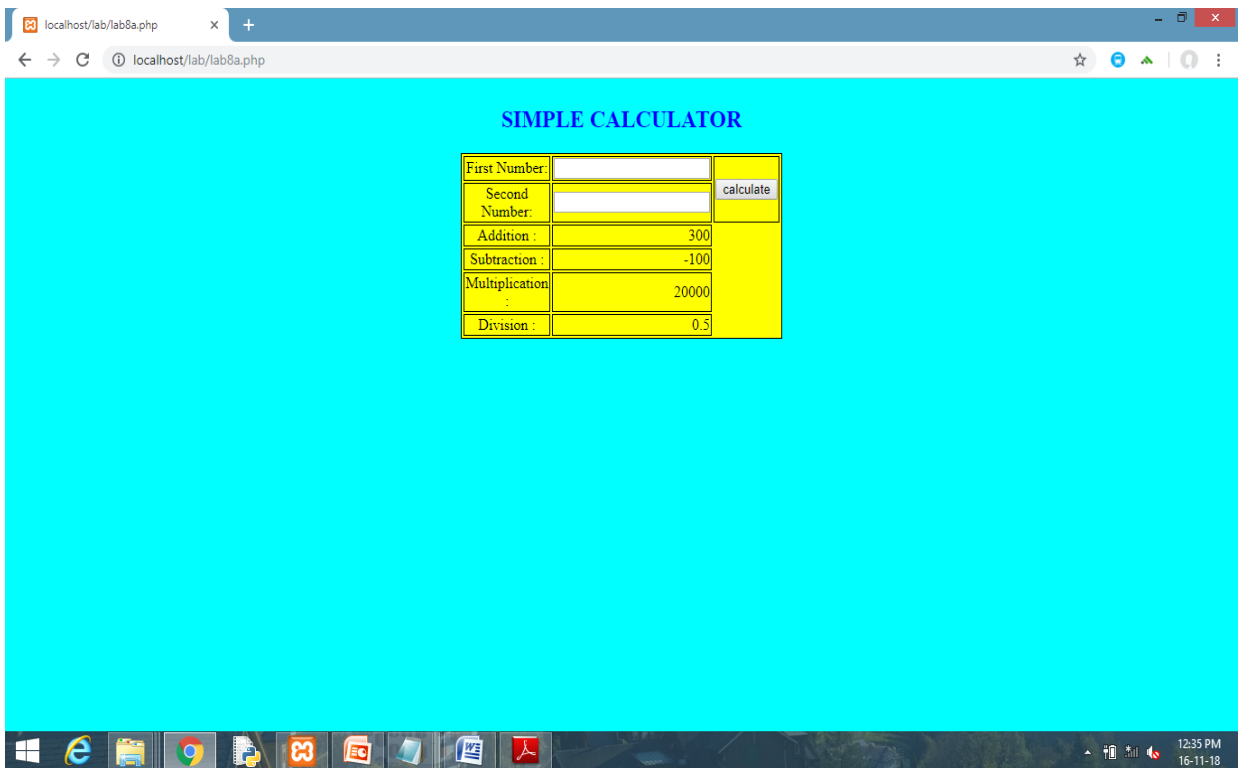 localhost/lab/lab8a.php
localhost/lab/lab8a.php
SIMPLE CALCULATOR
First Number:
calculate
Second
Number:
Addition :
300
Subtraction :
-100
Multiplication
:
20000
Division :
0.5
12:35 PM
16-11-18